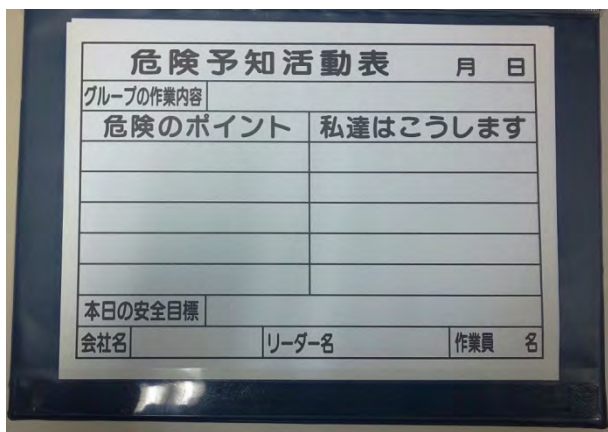 危険予知活動表 月 日
グループの作業内容
危険のポイント 私達はこうします
本日の安全目標
会社名 リーダー名 作業員 名